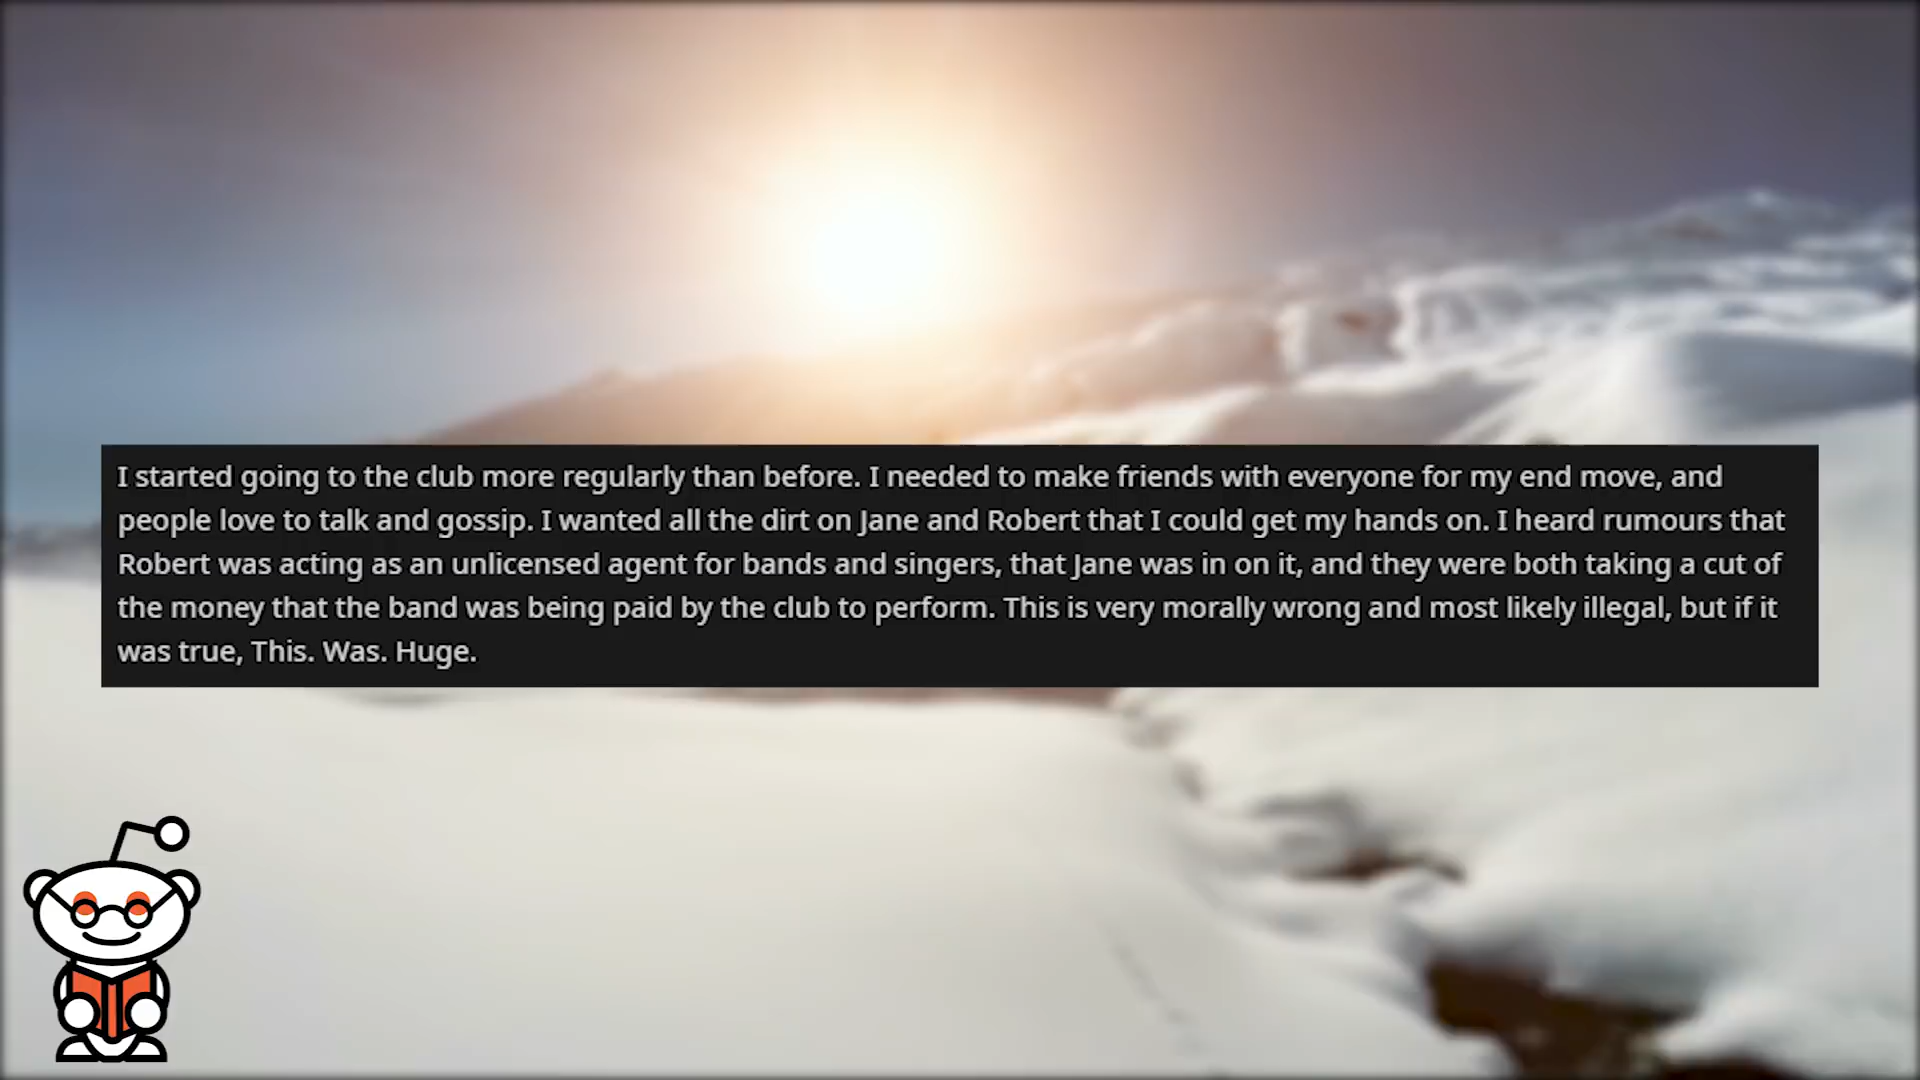 I started going to the club more regularly than before. I needed to make friends with everyone for my end move, and
people love to talk and gossip. I wanted all the dirt on Jane and Robert that I could get my hands on. I heard rumours that
Robert was acting as an unlicensed agent for bands and singers, that Jane was in on it, and they were both taking a cut of
the money that the band was being paid by the club to perform. This is very morally wrong and most likely illegal, but if it
was true, This. Was. Huge.